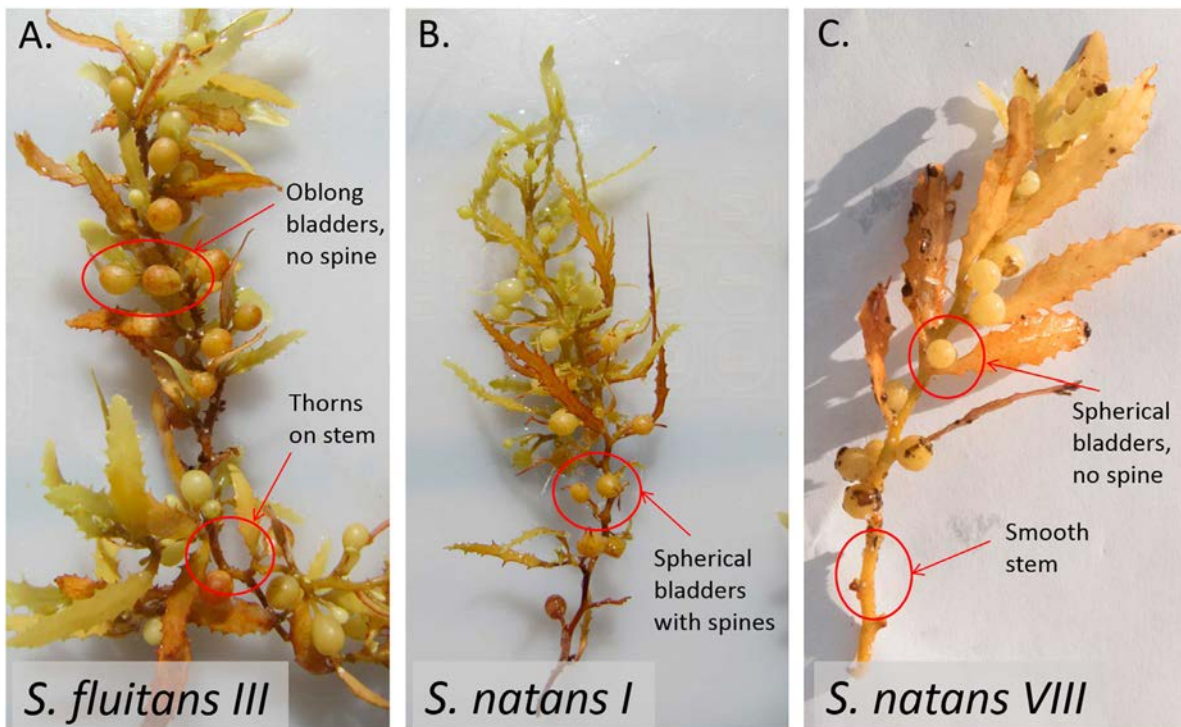 A.
Oblong
bladders,
no spine
Thorns
on stem
S. fluitans III
B.
Spherical
bladders
with spines
S. natans I
C.
Spherical
bladders,
no spine
Smooth
stem
S. natans VIII